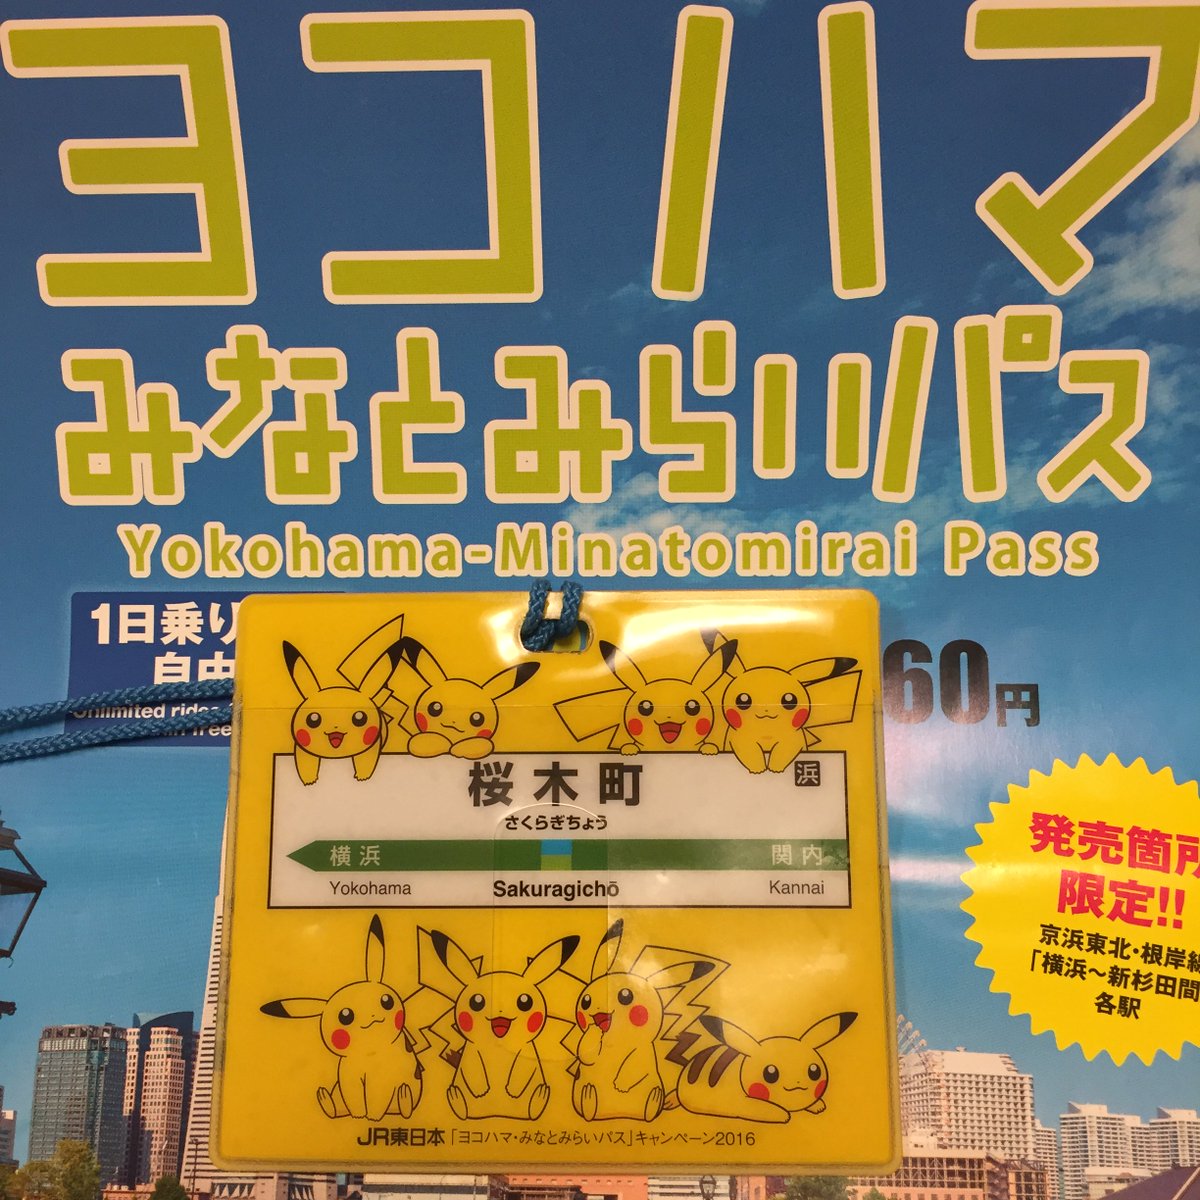 ヨコハマ
みなとみらいパス
Yokohama-Minatomirai Pass
1日乗り
自由
Unlimited rides
in free
60円
桜木町
浜
さくらぎちょう
横浜
関内
Yokohama
Sakuragichō
Kannai
JR東日本「ヨコハマ・みなとみらいパス」キャンペーン2016
発売箇所
限定!!
京浜東北・根岸線
「横浜～新杉田間
各駅